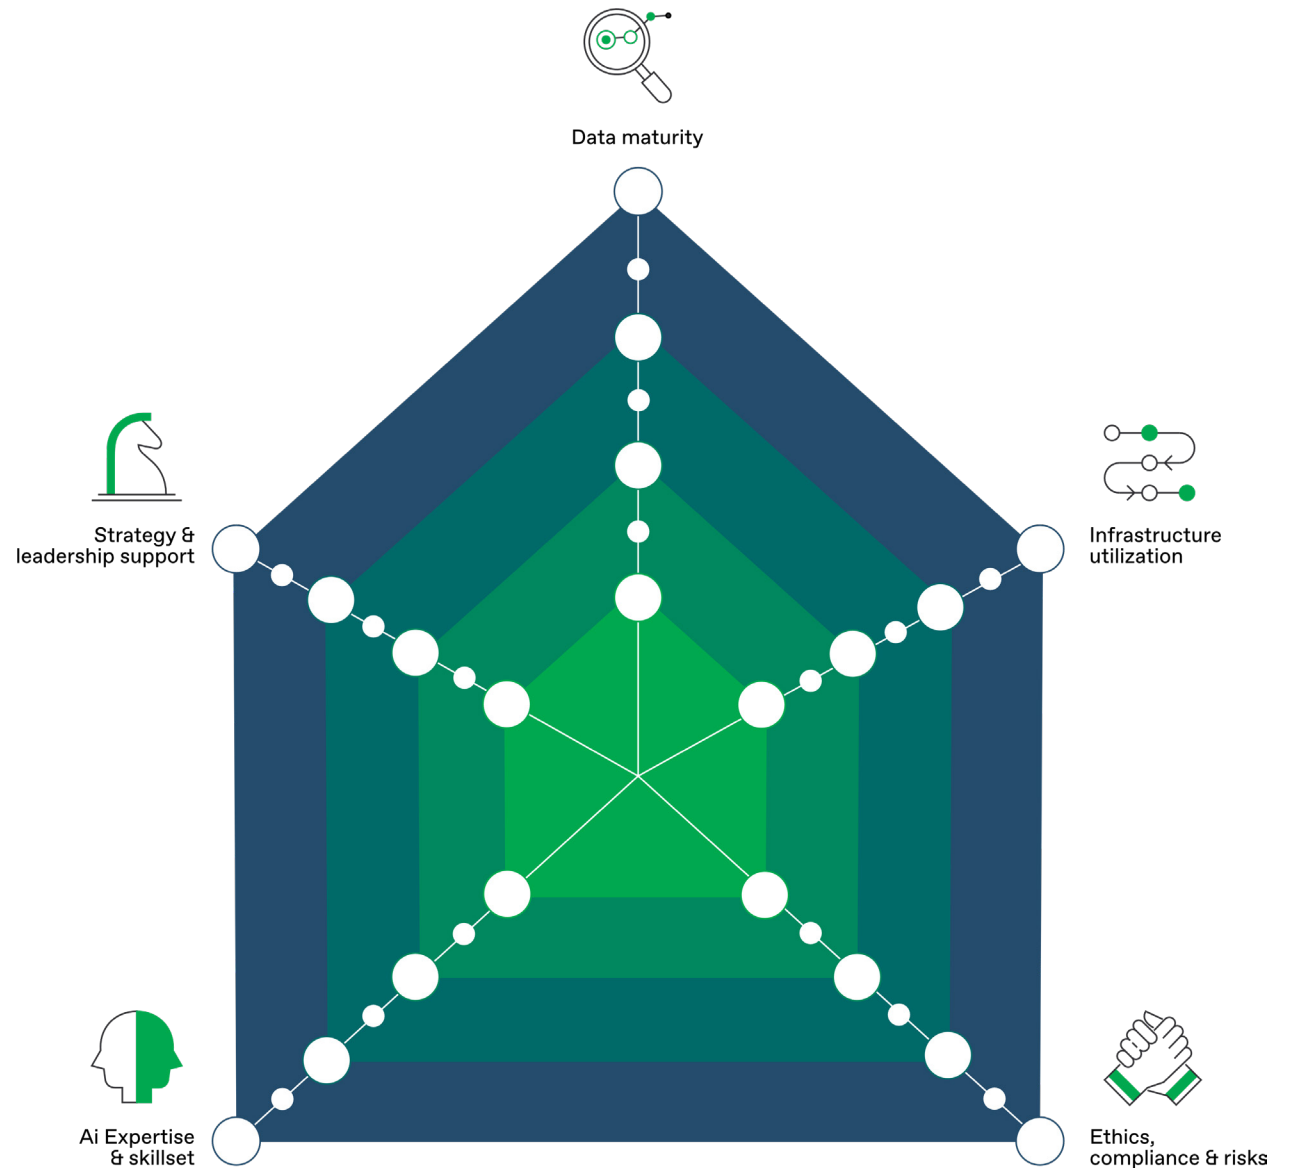 Data maturity
Strategy &
leadership support
Infrastructure
utilization
Ai Expertise
& skillset
Ethics,
compliance & risks